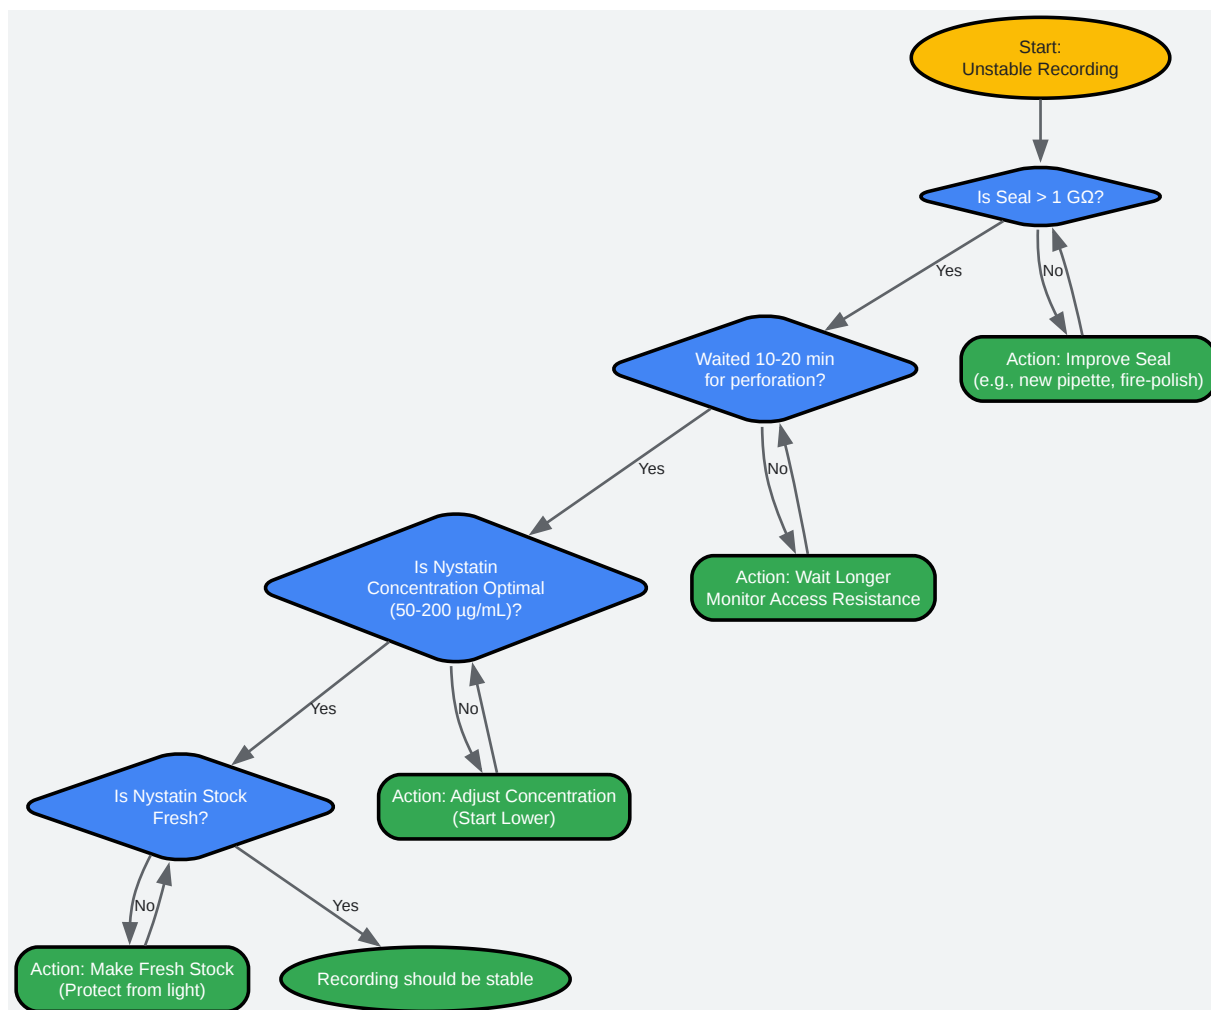 Start:
Unstable Recording
Is Seal > 1 GΩ?
Yes
No
Action: Improve Seal
(e.g., new pipette, fire-polish)
Waited 10-20 min
for perforation?
Yes
No
Action: Wait Longer
Monitor Access Resistance
Is Nystatin
Concentration Optimal
(50-200 µg/mL)?
Yes
No
Action: Adjust Concentration
(Start Lower)
Is Nystatin Stock
Fresh?
No
Yes
Action: Make Fresh Stock
(Protect from light)
Recording should be stable